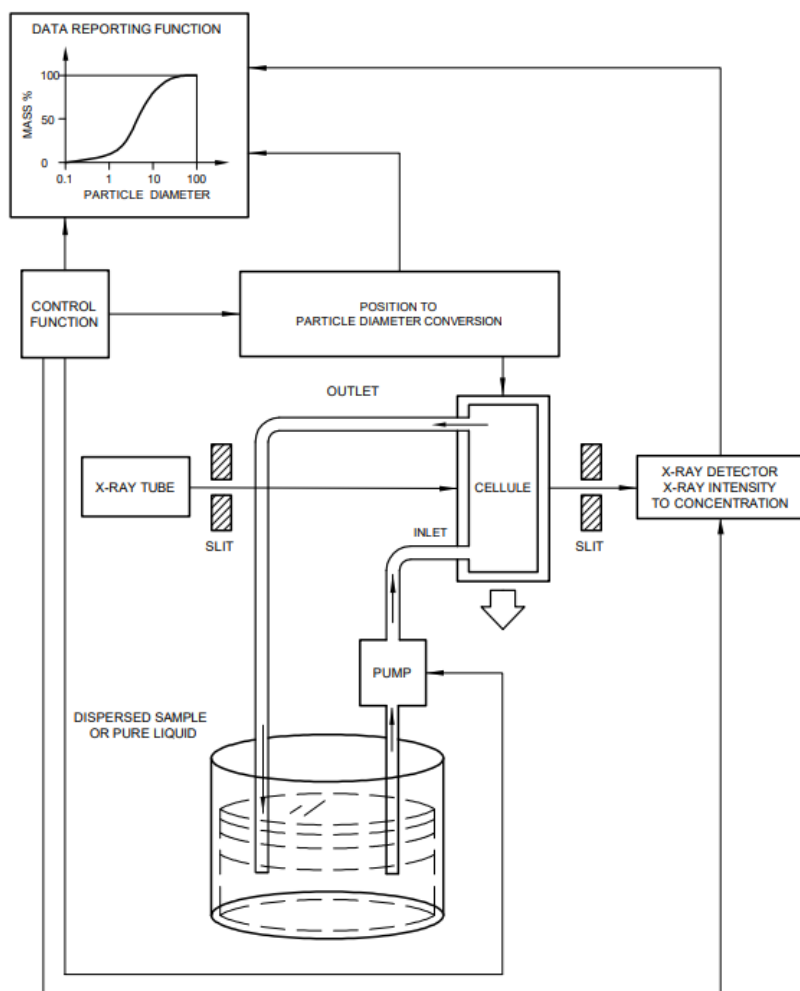 DATA REPORTING FUNCTION
MASS %
100
50
0
0.1 1 10 100
PARTICLE DIAMETER
CONTROL
FUNCTION
POSITION TO
PARTICLE DIAMETER CONVERSION
OUTLET
X-RAY TUBE
SLIT
INLET
CELLULE
SLIT
X-RAY DETECTOR
X-RAY INTENSITY
TO CONCENTRATION
PUMP
DISPERSED SAMPLE
OR PURE LIQUID